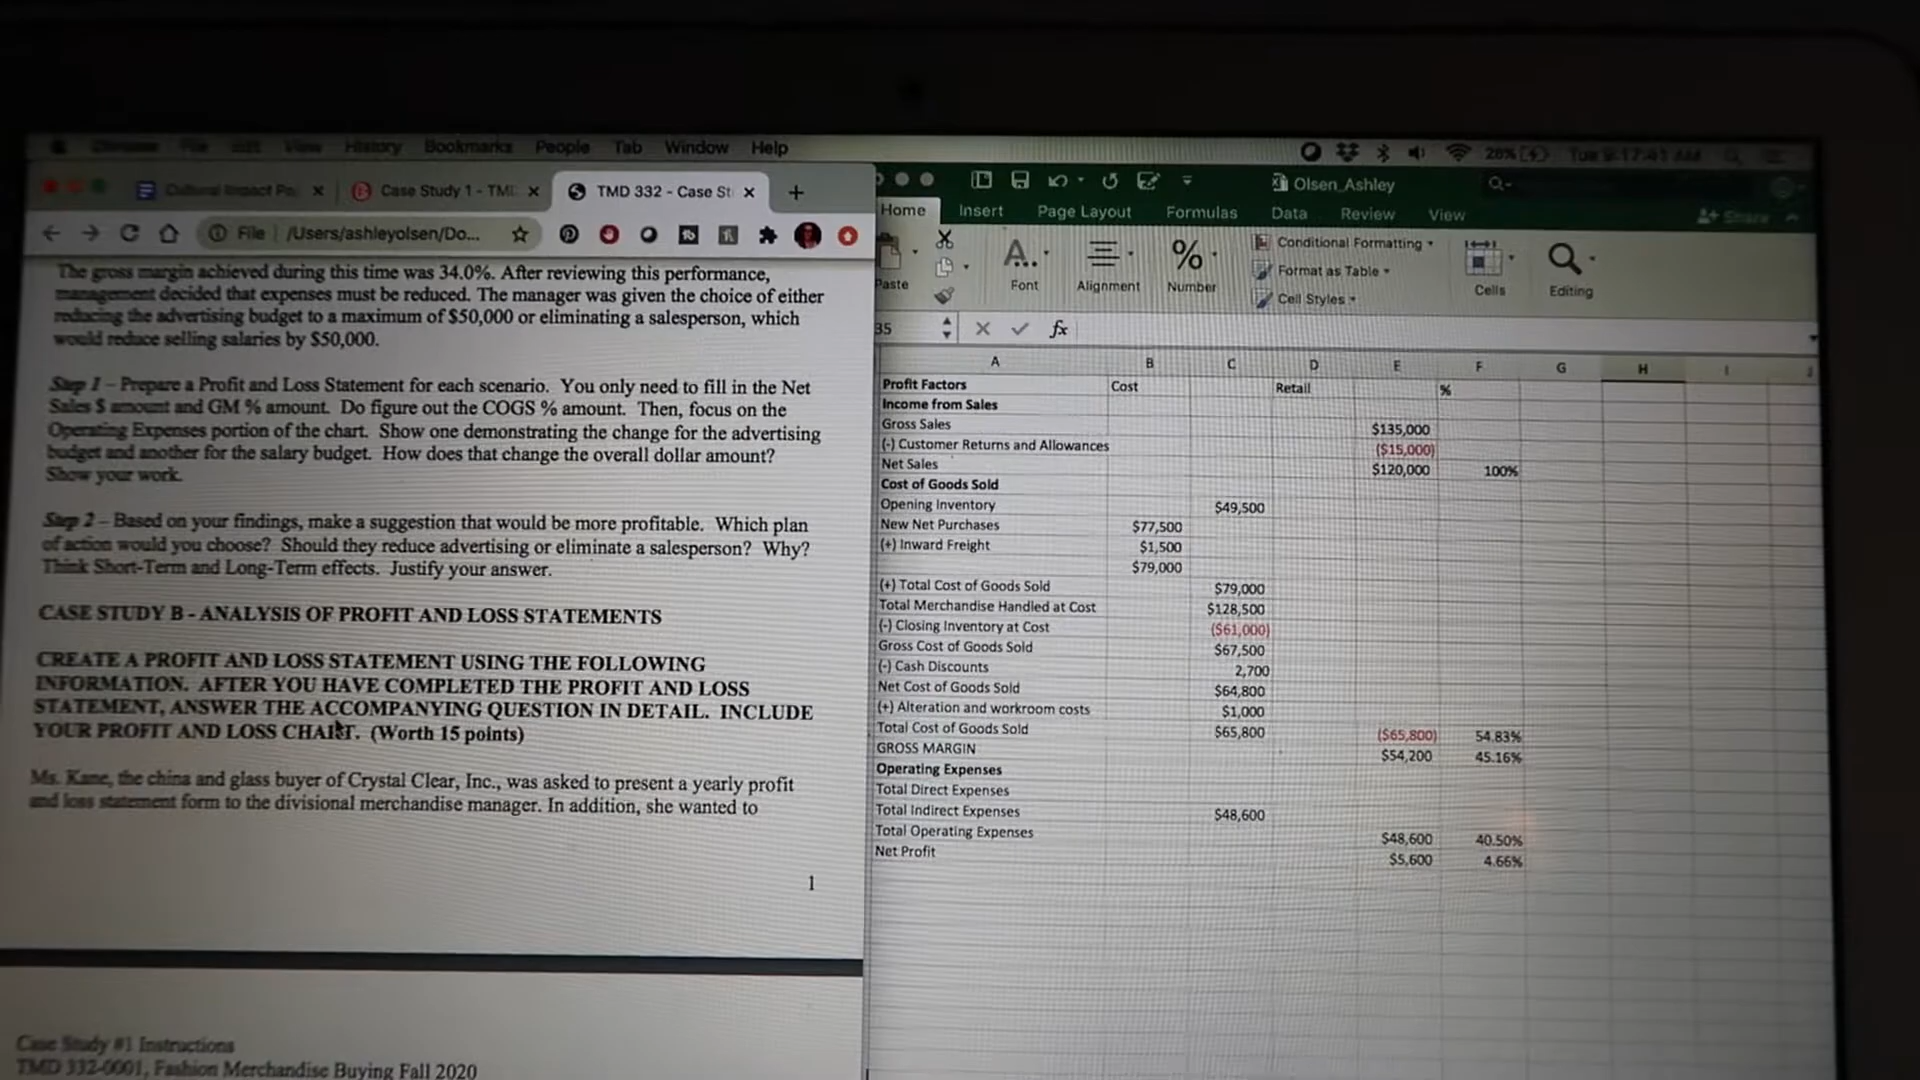 History Bookmarks People Tab Window Help
28%
Cultural Impact Pa
Case Study 1 - TM
TMD 332 - Case St
File /Users/ashleyolsen/Do...
The gross margin achieved during this time was 34.0%. After reviewing this performance,
management decided that expenses must be reduced. The manager was given the choice of either
reducing the advertising budget to a maximum of $50,000 or eliminating a salesperson, which
would reduce selling salaries by $50,000.
Step 1 – Prepare a Profit and Loss Statement for each scenario. You only need to fill in the Net
Sales $ amount and GM % amount. Do figure out the COGS % amount. Then, focus on the
Operating Expenses portion of the chart. Show one demonstrating the change for the advertising
budget and another for the salary budget. How does that change the overall dollar amount?
Show your work.
Step 2 – Based on your findings, make a suggestion that would be more profitable. Which plan
of action would you choose? Should they reduce advertising or eliminate a salesperson? Why?
Think Short-Term and Long-Term effects. Justify your answer.
CASE STUDY B - ANALYSIS OF PROFIT AND LOSS STATEMENTS
CREATE A PROFIT AND LOSS STATEMENT USING THE FOLLOWING
INFORMATION. AFTER YOU HAVE COMPLETED THE PROFIT AND LOSS
STATEMENT, ANSWER THE ACCOMPANYING QUESTION IN DETAIL. INCLUDE
YOUR PROFIT AND LOSS CHART. (Worth 15 points)
Ms. Kane, the china and glass buyer of Crystal Clear, Inc., was asked to present a yearly profit
and loss statement form to the divisional merchandise manager. In addition, she wanted to
1
Case Study #1 Instructions
TMD 332-0001, Fashion Merchandise Buying Fall 2020
Olsen_Ashley
Home Insert Page Layout Formulas Data Review View Share
Paste Font Alignment Number Conditional Formatting Format as Table Cell Styles Cells Editing
35 fx
A B C D E F G H I
Profit Factors Cost Retail %
Income from Sales
Gross Sales $135,000
(-) Customer Returns and Allowances ($15,000)
Net Sales $120,000 100%
Cost of Goods Sold
Opening Inventory $49,500
New Net Purchases $77,500
(+) Inward Freight $1,500
$79,000
(+) Total Cost of Goods Sold $79,000
Total Merchandise Handled at Cost $128,500
(-) Closing Inventory at Cost ($61,000)
Gross Cost of Goods Sold $67,500
(-) Cash Discounts 2,700
Net Cost of Goods Sold $64,800
(+) Alteration and workroom costs $1,000
Total Cost of Goods Sold $65,800 ($65,800) 54.83%
GROSS MARGIN $54,200 45.16%
Operating Expenses
Total Direct Expenses
Total Indirect Expenses $48,600
Total Operating Expenses $48,600 40.50%
Net Profit $5,600 4.66%